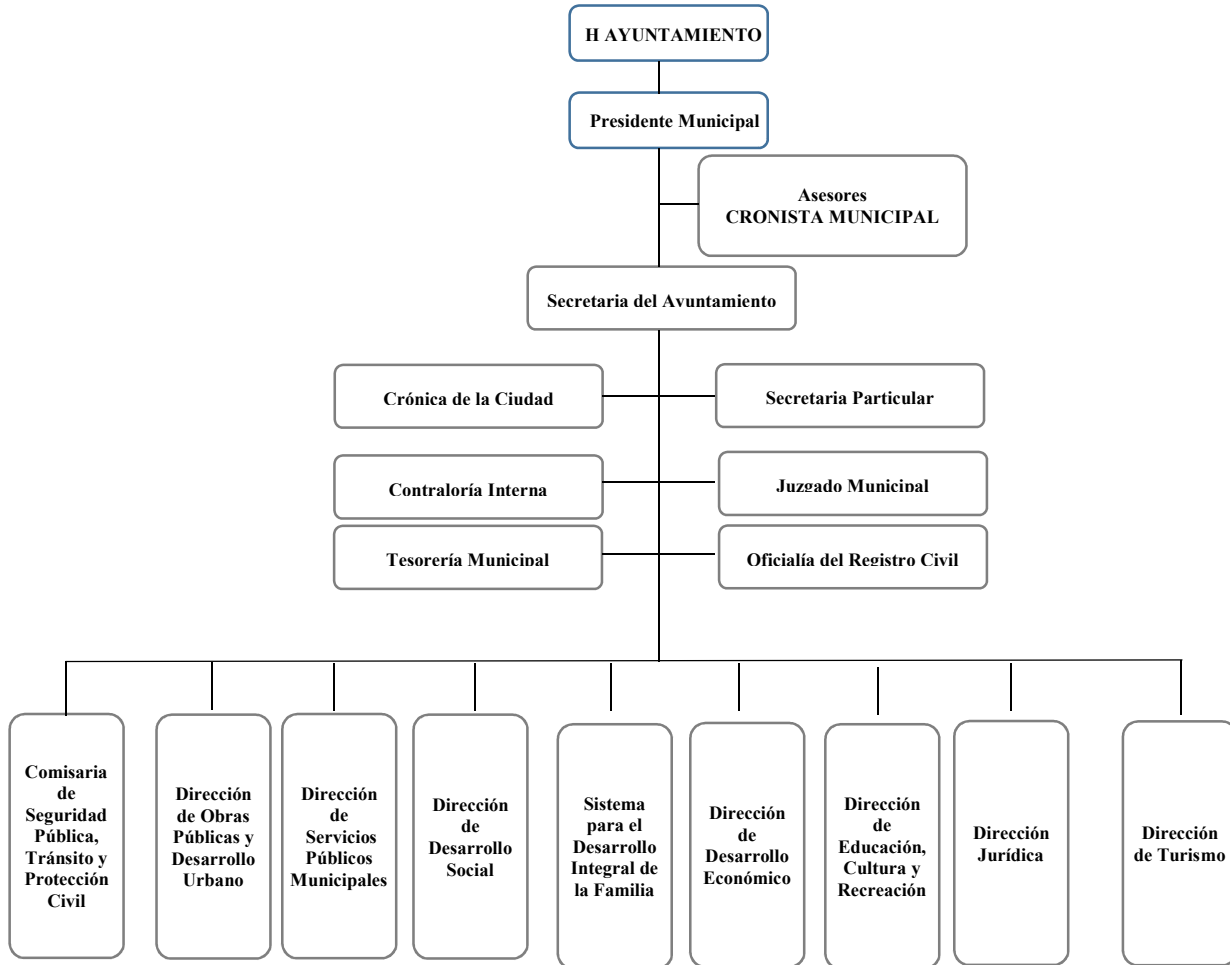 H AYUNTAMIENTO
Presidente Municipal
Asesores
CRONISTA MUNICIPAL
Secretaria del Ayuntamiento
Crónica de la Ciudad
Secretaria Particular
Contraloría Interna
Juzgado Municipal
Tesorería Municipal
Oficialía del Registro Civil
Comisaria
de
Seguridad
Pública,
Tránsito y
Protección
Civil
Dirección
de Obras
Públicas y
Desarrollo
Urbano
Dirección
de
Servicios
Públicos
Municipales
Dirección
de
Desarrollo
Social
Sistema
para el
Desarrollo
Integral de
la Familia
Dirección
de
Desarrollo
Económico
Dirección
de
Educación,
Cultura y
Recreación
Dirección
Jurídica
Dirección
de Turismo